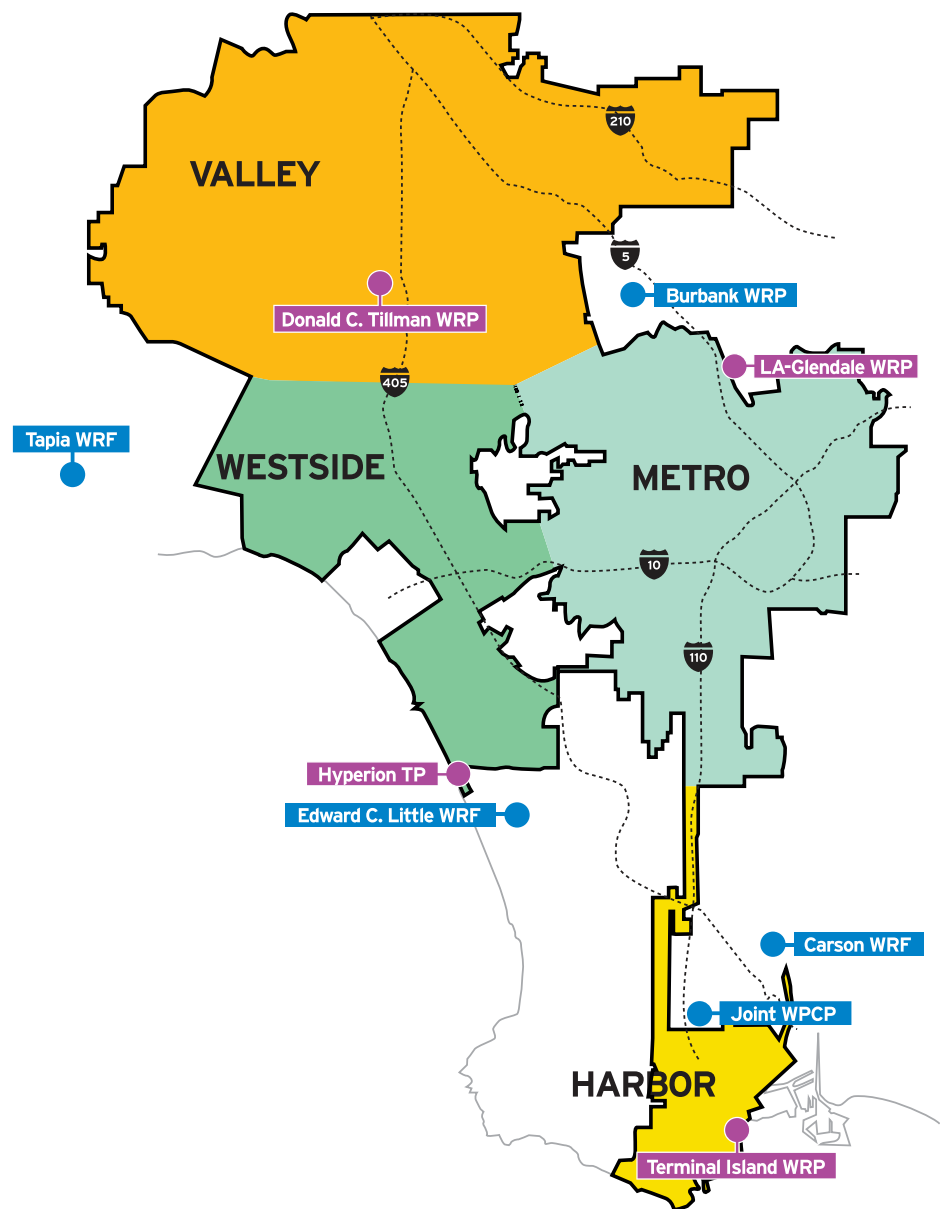 210
VALLEY
5
Burbank WRP
Donald C. Tillman WRP
LA-Glendale WRP
405
Tapia WRF
WESTSIDE
METRO
10
110
Hyperion TP
Edward C. Little WRF
Carson WRF
Joint WPCP
HARBOR
Terminal Island WRP